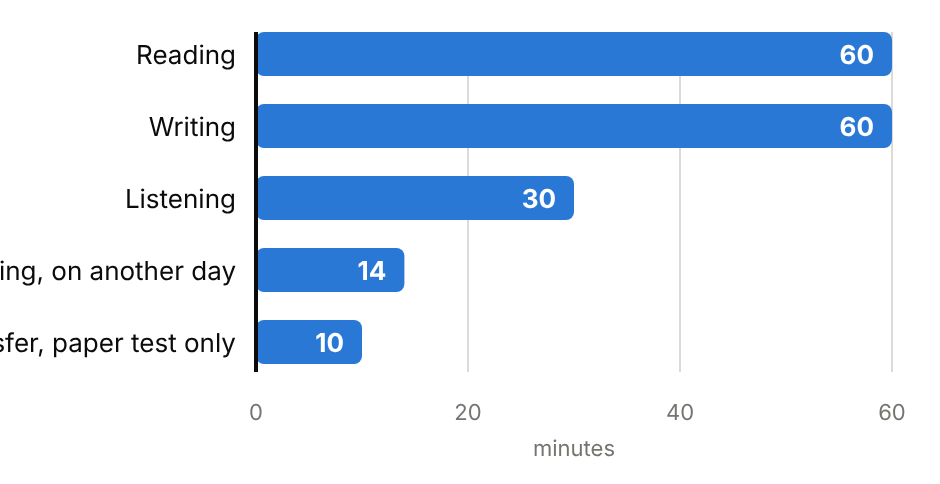 Reading 60
Writing 60
Listening 30
ing, on another day 14
sfer, paper test only 10
0 20 40 60
minutes